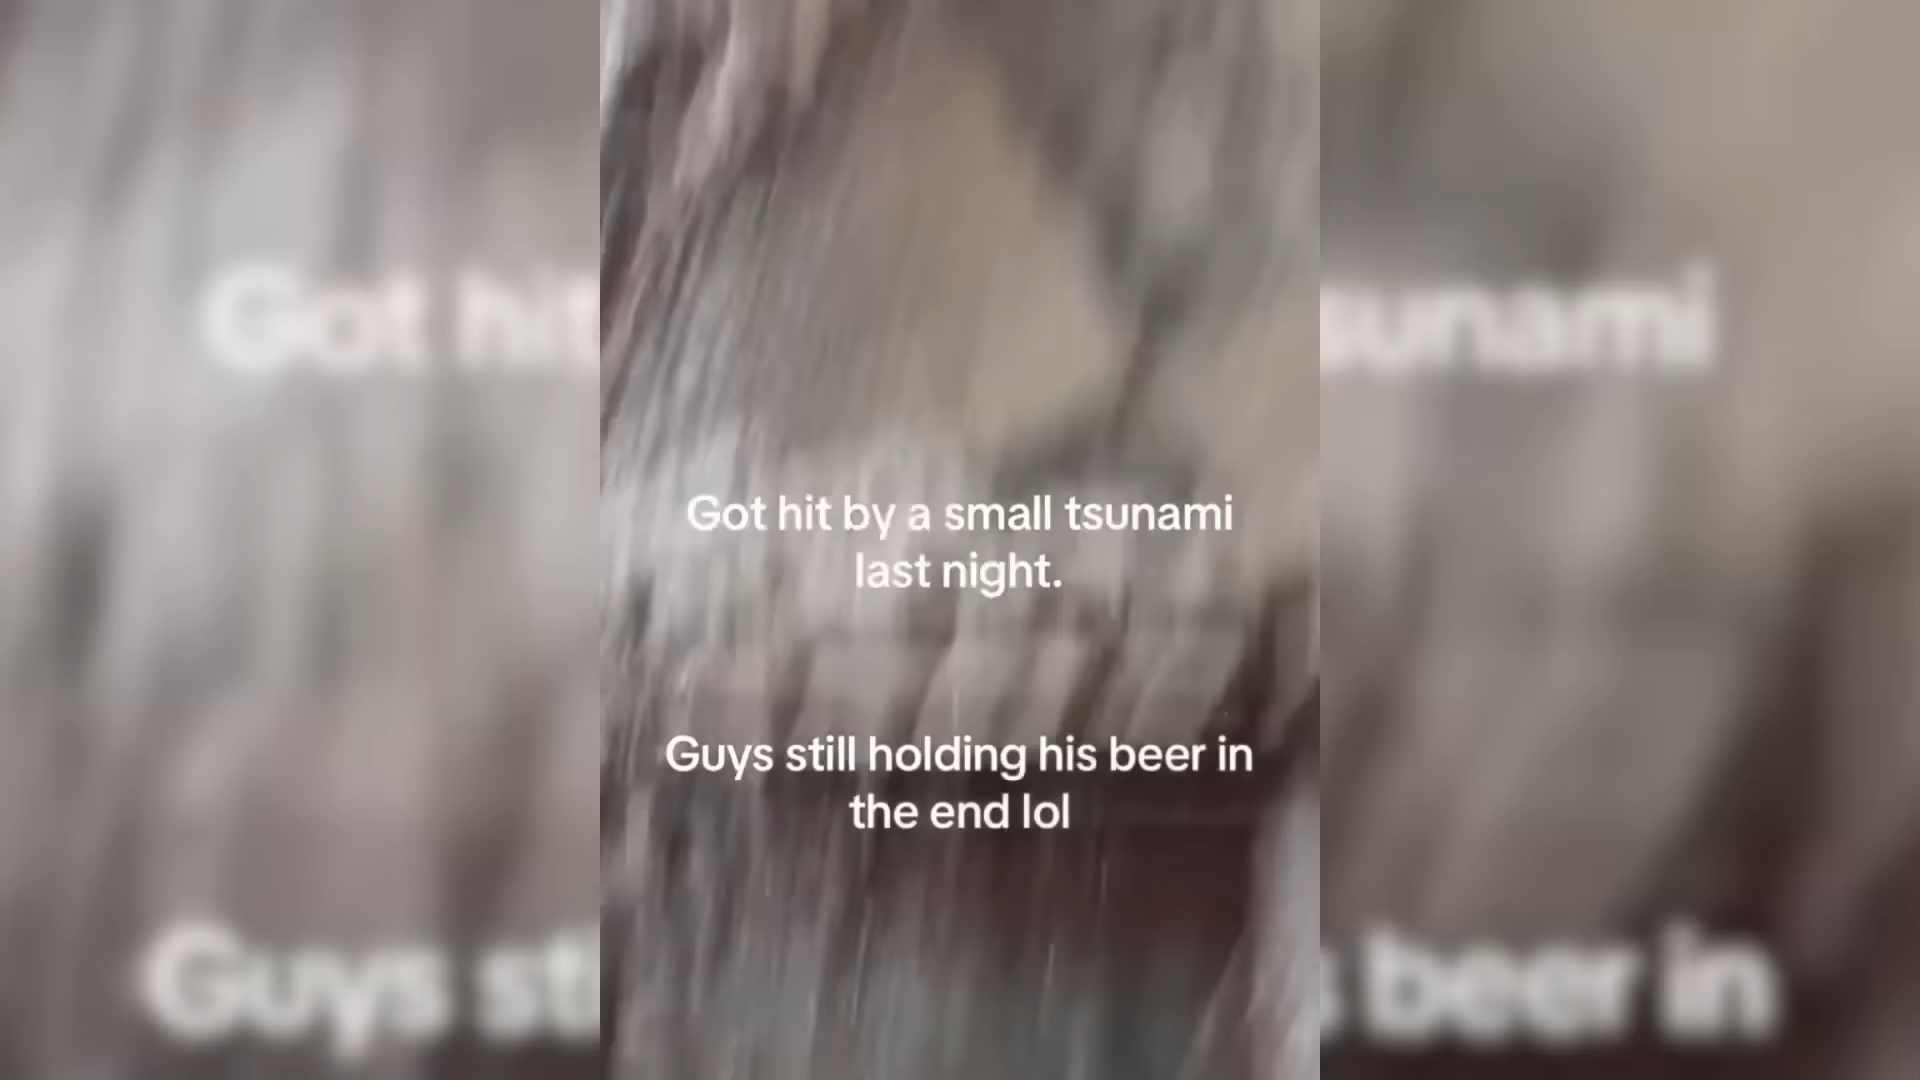 Got hit by a small tsunami
last night.
Guys still holding his beer in
the end lol